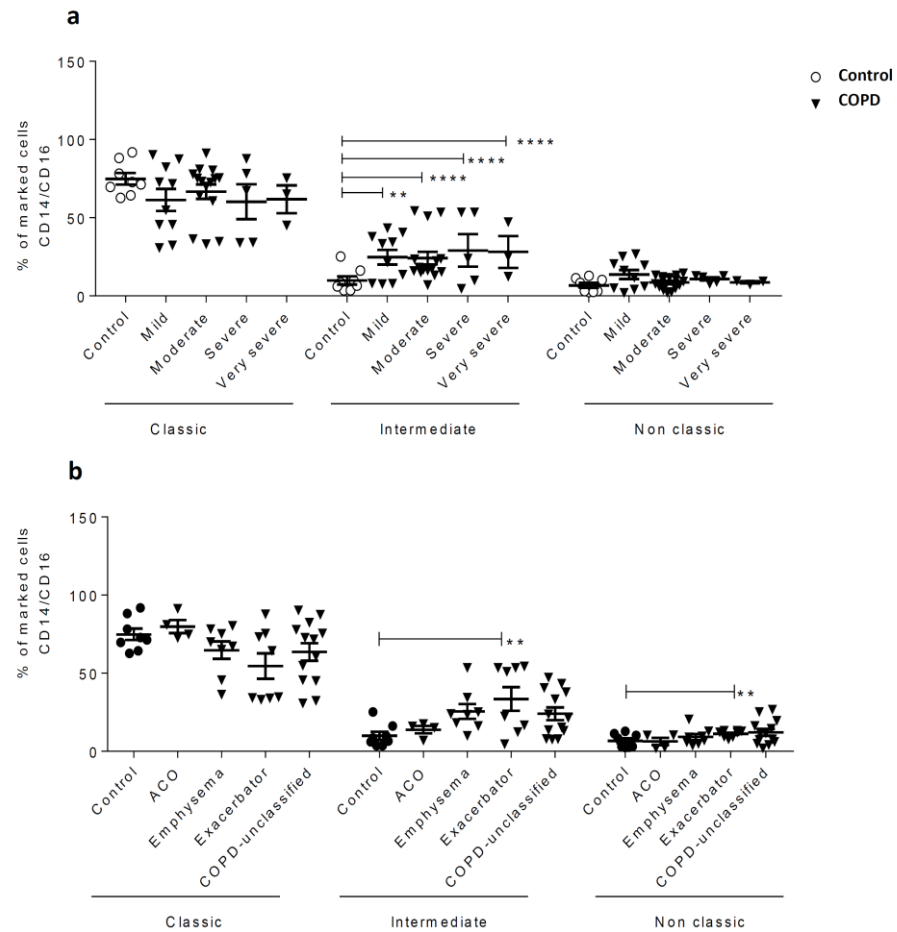 a
% of marked cells
CD14/CD16
150
100
50
0
Control
COPD
**
****
****
****
Control
Mild
Moderate
Severe
Very severe
Control
Mild
Moderate
Severe
Very severe
Control
Mild
Moderate
Severe
Very severe
Classic
Intermediate
Non classic
b
% of marked cells
CD14/CD16
150
100
50
0
**
**
Control
ACO
Emphysema
Exacerbator
COPD-unclassified
Control
ACO
Emphysema
Exacerbator
COPD-unclassified
Control
ACO
Emphysema
Exacerbator
COPD-unclassified
Classic
Intermediate
Non classic